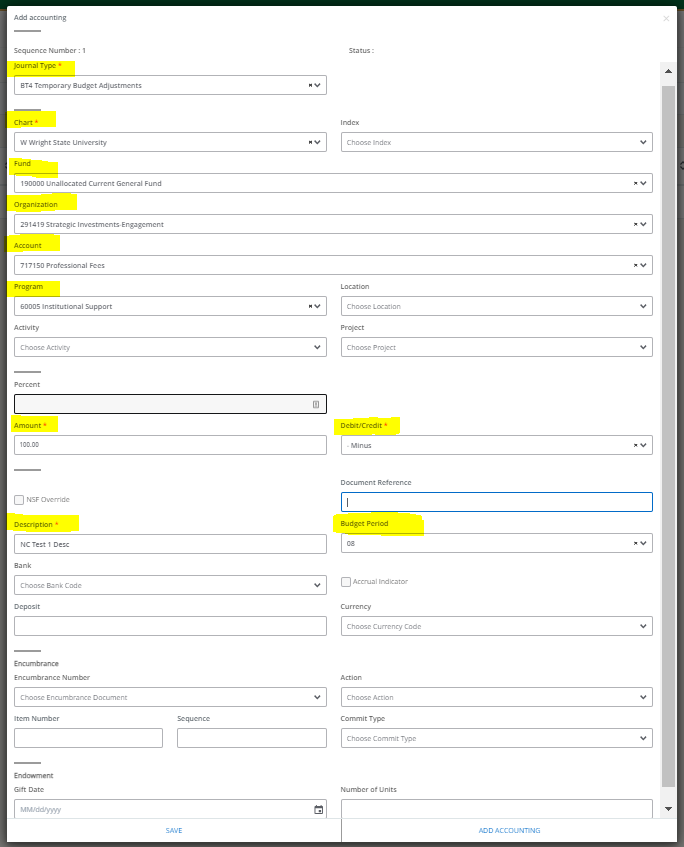 Add accounting
Sequence Number : 1 Status :
Journal Type *
BT4 Temporary Budget Adjustments
Chart * Index
W Wright State University Choose Index
Fund
190000 Unallocated Current General Fund
Organization
291419 Strategic Investments-Engagement
Account
717150 Professional Fees
Program Location
60005 Institutional Support Choose Location
Activity Project
Choose Activity Choose Project
Percent
Amount * Debit/Credit *
100.00 - Minus
Document Reference
NSF Override
Description * Budget Period
NC Test 1 Desc 08
Bank
Choose Bank Code Accrual Indicator
Deposit Currency
Choose Currency Code
Encumbrance
Encumbrance Number Action
Choose Encumbrance Document Choose Action
Item Number Sequence Commit Type
Choose Commit Type
Endowment
Gift Date Number of Units
MM/dd/yyyy
SAVE ADD ACCOUNTING